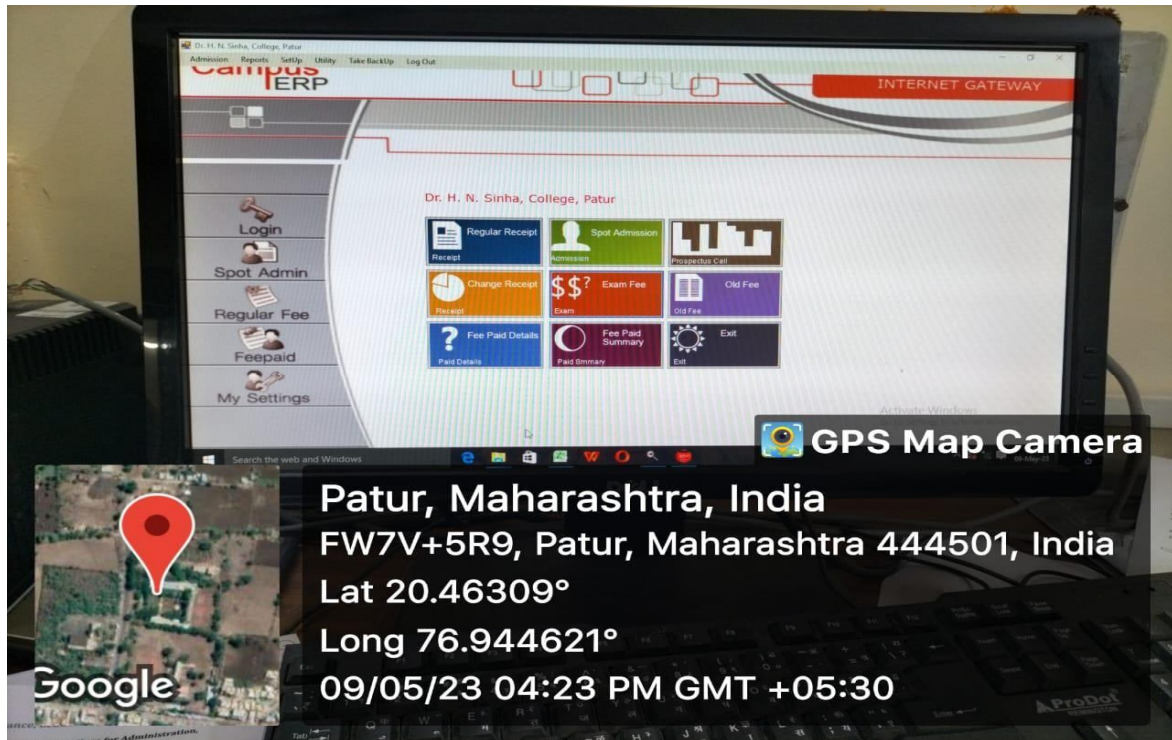 Dr. H. N. Sinha, College, Patur
Admission Reports SetUp Utility Take BackUp Log Out
Campus
ERP
INTERNET GATEWAY
Login
Spot Admin
Regular Fee
Feepaid
My Settings
Dr. H. N. Sinha, College, Patur
Regular Receipt
Receipt
Spot Admission
Admission
Prospectus Cell
Change Receipt
Receipt
$$? Exam Fee
Exam
Old Fee
Old Fee
? Fee Paid Details
Paid Details
Fee Paid
Summary
Paid Smmary
Exit
Exit
Activate Windows
Search the web and Windows
GPS Map Camera
Patur, Maharashtra, India
FW7V+5R9, Patur, Maharashtra 444501, India
Lat 20.46309°
Long 76.944621°
09/05/23 04:23 PM GMT +05:30
Google
ProDot
for Administration.